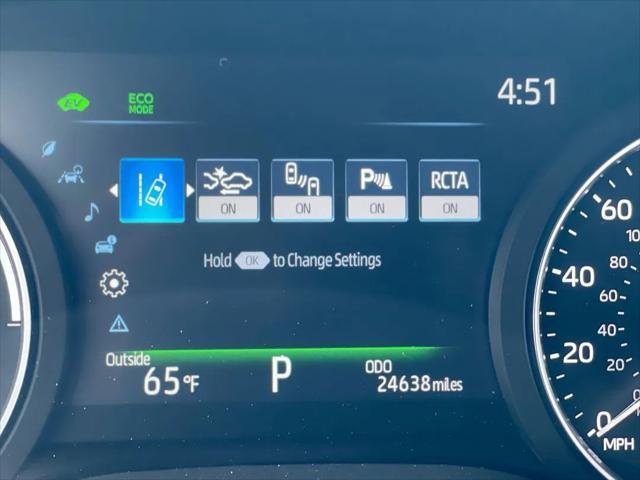 4:51
EV
ECO
MODE
P RCTA
ON ON ON ON
Hold OK to Change Settings
Outside
65°F
P
ODO
24638 miles
60
40
20
0
MPH
80
60
40
20
0